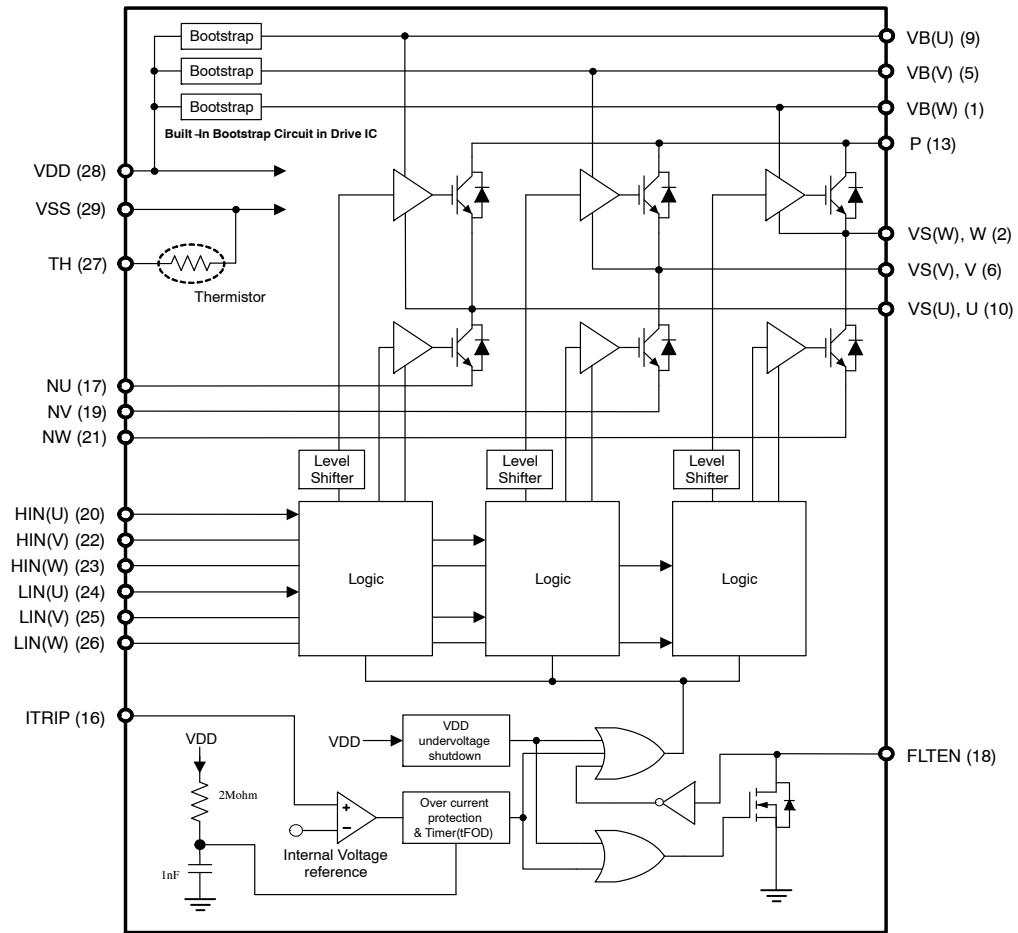 Bootstrap
VB(U) (9)
Bootstrap
VB(V) (5)
Bootstrap
VB(W) (1)
Built-In Bootstrap Circuit in Drive IC
P (13)
VDD (28)
VSS (29)
VS(W), W (2)
TH (27)
VS(V), V (6)
Thermistor
VS(U), U (10)
NU (17)
NV (19)
NW (21)
Level
Shifter
Level
Shifter
Level
Shifter
HIN(U) (20)
HIN(V) (22)
HIN(W) (23)
LIN(U) (24)
LIN(V) (25)
LIN(W) (26)
Logic
Logic
Logic
ITRIP (16)
VDD
VDD
VDD
undervoltage
shutdown
FLTEN (18)
2Mohm
+
−
Over current
protection
& Timer(tFOD)
Internal Voltage
reference
1nF